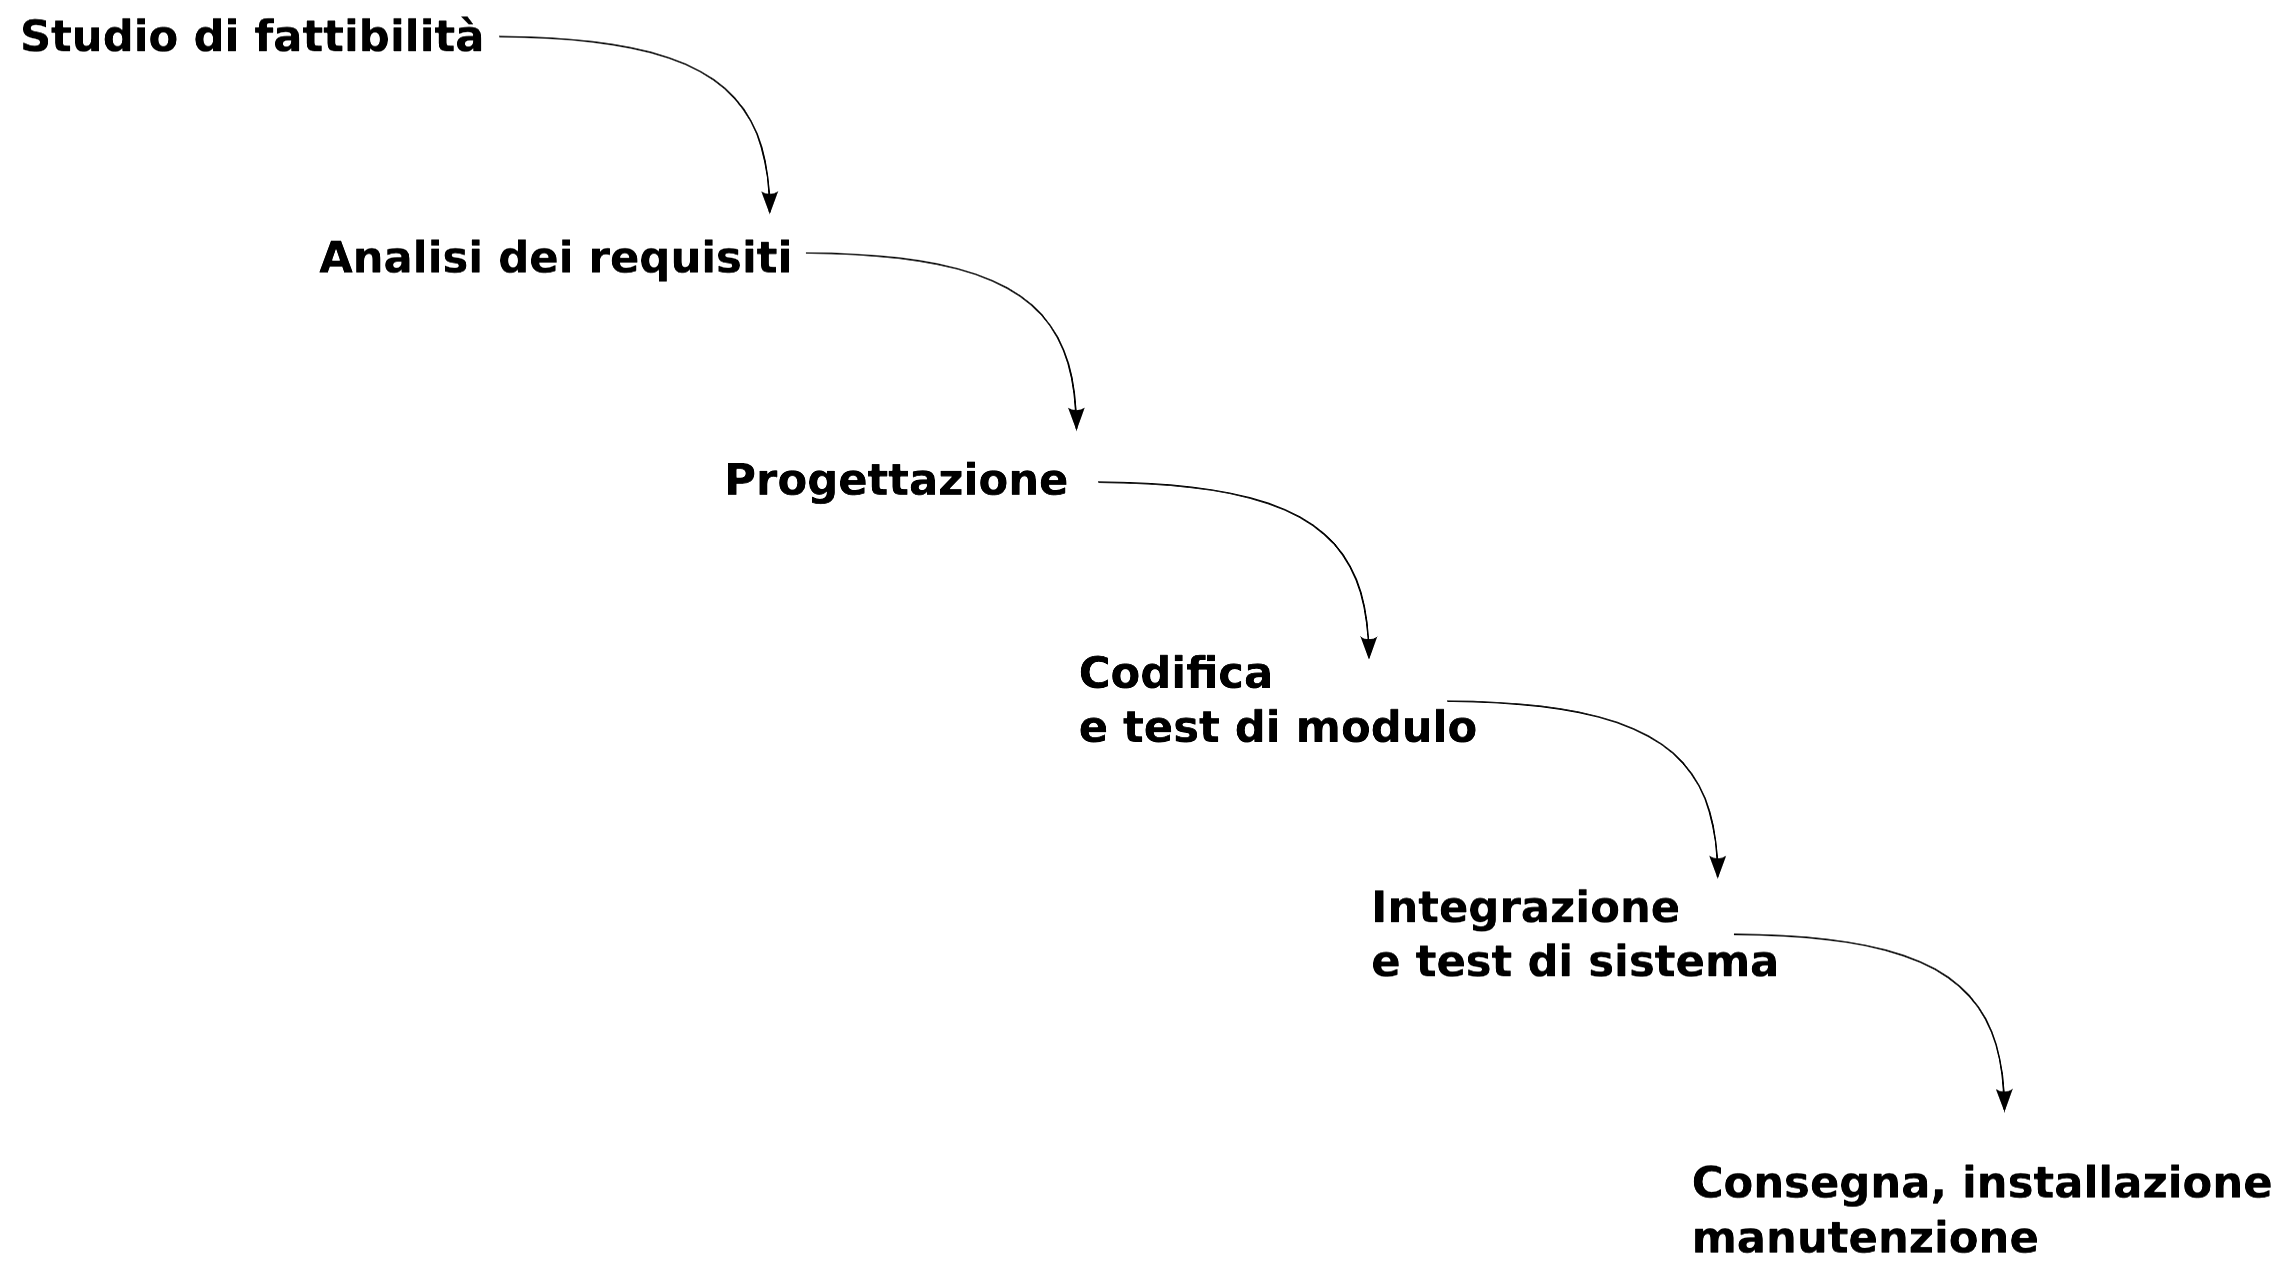 Studio di fattibilità
Analisi dei requisiti
Progettazione
Codifica
e test di modulo
Integrazione
e test di sistema
Consegna, installazione
manutenzione